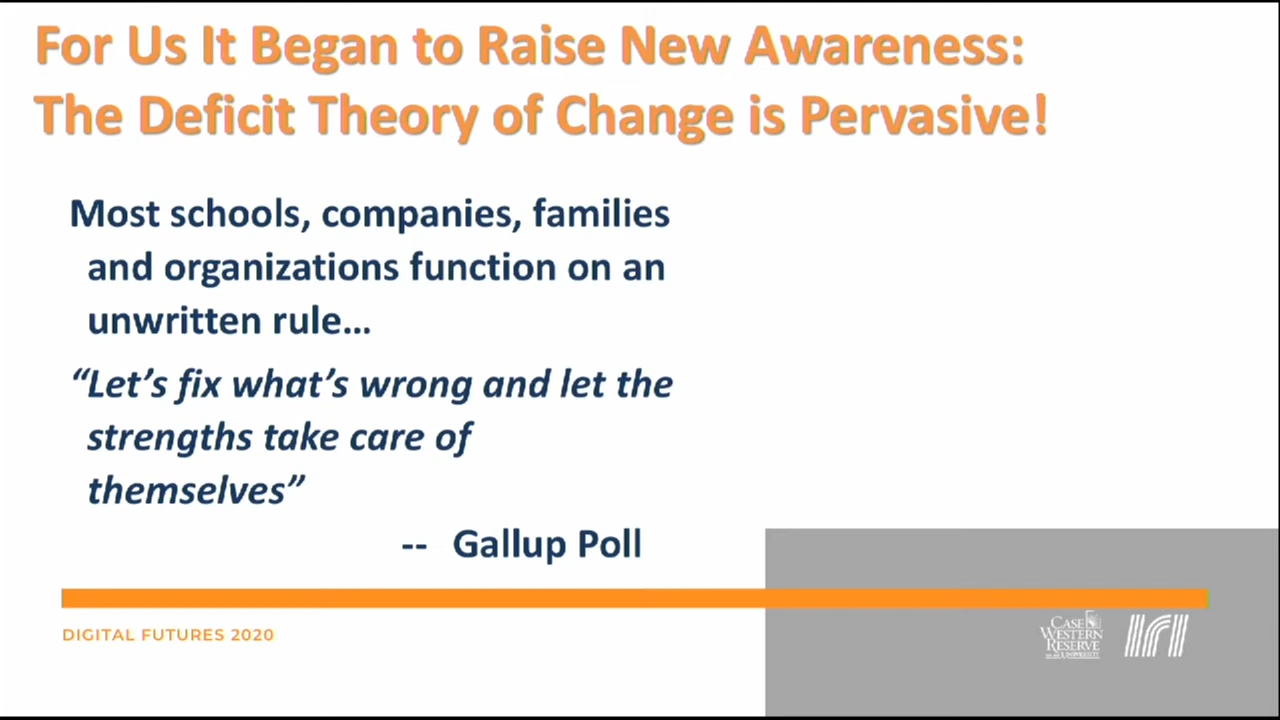 For Us It Began to Raise New Awareness:
The Deficit Theory of Change is Pervasive!
Most schools, companies, families
and organizations function on an
unwritten rule…
“Let’s fix what’s wrong and let the
strengths take care of
themselves”
-- Gallup Poll
DIGITAL FUTURES 2020
CASE
WESTERN
RESERVE
UNIVERSITY